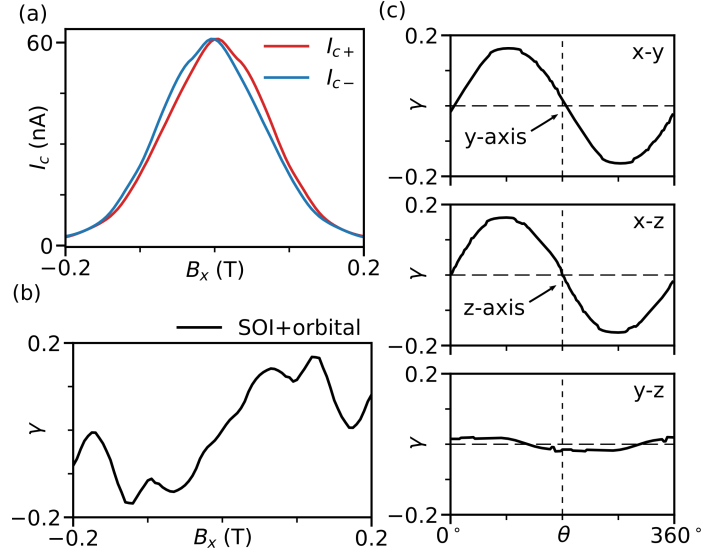 (a)
60
0
I_c (nA)
I_{c+}
I_{c−}
−0.2
B_x (T)
0.2
(b)
SOI+orbital
0.2
γ
−0.2
−0.2
B_x (T)
0.2
(c)
0.2
x-y
γ
y-axis
−0.2
0.2
x-z
γ
z-axis
−0.2
0.2
y-z
γ
−0.2
0°
θ
360°